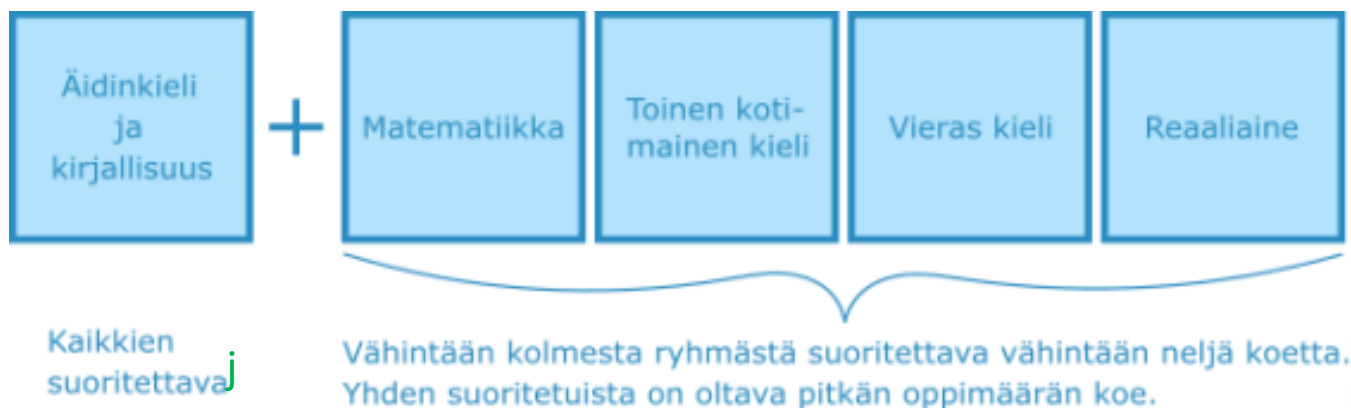 Äidinkieli
ja
kirjallisuus
+
Matematiikka
Toinen koti-
mainen kieli
Vieras kieli
Reaaliaine
Kaikkien
suoritettava
j
Vähintään kolmesta ryhmästä suoritettava vähintään neljä koetta.
Yhden suoritetuista on oltava pitkän oppimäärän koe.